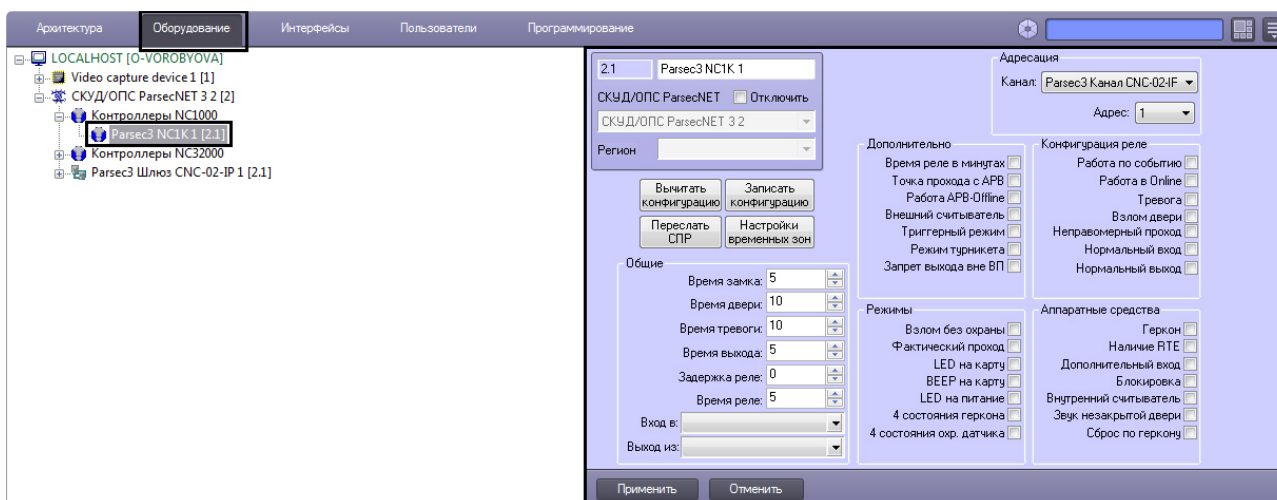 Архитектура Оборудование Интерфейсы Пользователи Программирование
LOCALHOST [O-VOROBYOVA]
Video capture device 1 [1]
СКУД/ОПС ParsecNET 3 2 [2]
Контроллеры NC1000
Parsec3 NC1K 1 [2.1]
Контроллеры NC32000
Parsec3 Шлюз CNC-02-IP 1 [2.1]
2.1 Parsec3 NC1K 1
СКУД/ОПС ParsecNET Отключить
СКУД/ОПС ParsecNET 3 2
Регион
Вычитать конфигурацию
Записать конфигурацию
Переслать СПР
Настройки временных зон
Общие
Время замка: 5
Время двери: 10
Время тревоги: 10
Время выхода: 5
Задержка реле: 0
Время реле: 5
Вход в:
Выход из:
Адресация
Канал: Parsec3 Канал CNC-02-IF
Адрес: 1
Дополнительно
Время реле в минутах
Точка прохода с APB
Работа APB-Offline
Внешний считыватель
Триггерный режим
Режим турникета
Запрет выхода вне ВП
Конфигурация реле
Работа по событию
Работа в Online
Тревога
Взлом двери
Неправомерный проход
Нормальный вход
Нормальный выход
Режимы
Взлом без охраны
Фактический проход
LED на карту
BEEP на карту
LED на питание
4 состояния геркона
4 состояния охр. датчика
Аппаратные средства
Геркон
Наличие RTE
Дополнительный вход
Блокировка
Внутренний считыватель
Звук незакрытой двери
Сброс по геркону
Применить Отменить